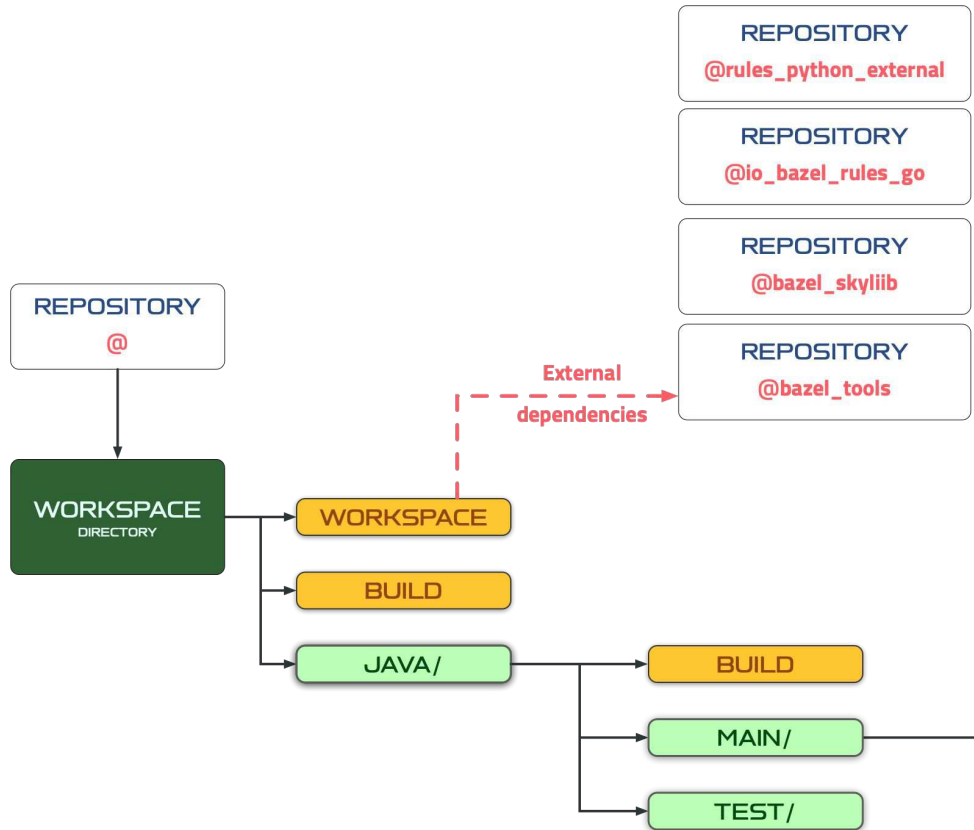 REPOSITORY
@rules_python_external
REPOSITORY
@io_bazel_rules_go
REPOSITORY
@bazel_skyliib
REPOSITORY
@bazel_tools
REPOSITORY
@
External
dependencies
WORKSPACE
DIRECTORY
WORKSPACE
BUILD
JAVA/
BUILD
MAIN/
TEST/